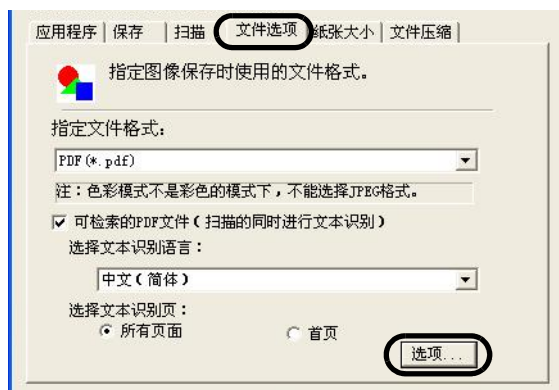 应用程序 保存 扫描 文件选项 纸张大小 文件压缩
指定图像保存时使用的文件格式。
指定文件格式：
PDF (*.pdf)
注：色彩模式不是彩色的模式下，不能选择JPEG格式。
可检索的PDF文件（扫描的同时进行文本识别）
选择文本识别语言：
中文（简体）
选择文本识别页：
所有页面 首页
选项...